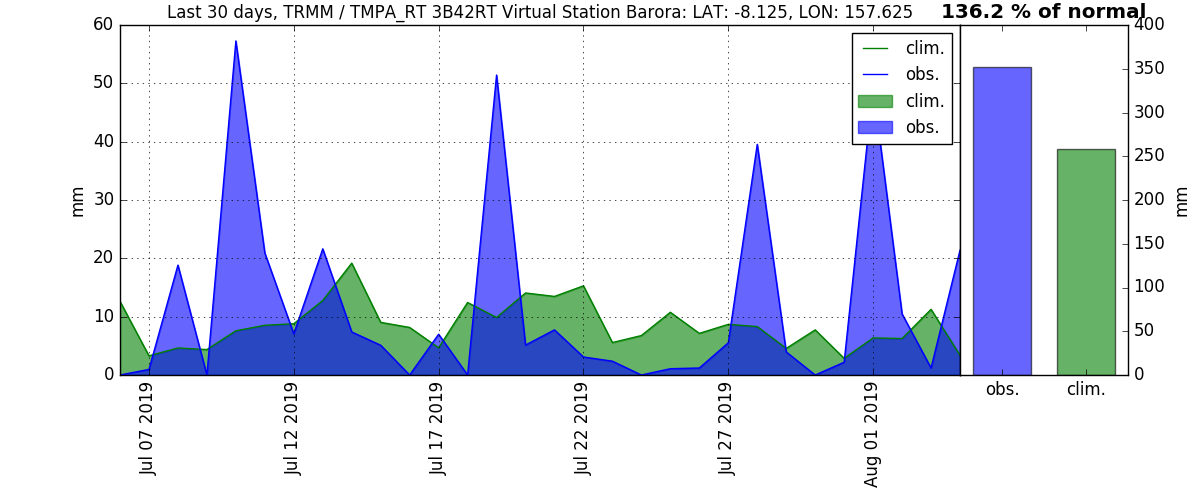 Last 30 days, TRMM / TMPA_RT 3B42RT Virtual Station Barora: LAT: -8.125, LON: 157.625
136.2 % of normal
60
50
40
30
20
10
0
mm
clim.
obs.
clim.
obs.
400
350
300
250
200
150
100
50
0
mm
Jul 07 2019
Jul 12 2019
Jul 17 2019
Jul 22 2019
Jul 27 2019
Aug 01 2019
obs.
clim.